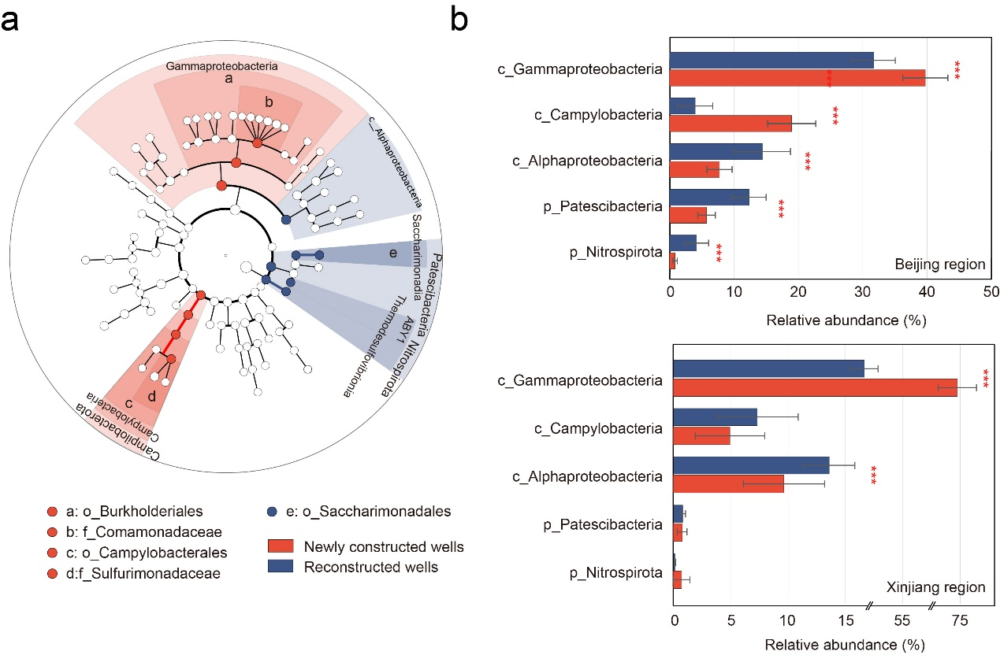 a
Gammaproteobacteria
a
b
c_Alphaproteobacteria
Saccharimonadia
e
Patescibacteria
ABY1
Thermodesulfovibrionia
Nitrospirota
c
d
Campylobacteria
Campilobacterota
a: o_Burkholderiales
b: f_Comamonadaceae
c: o_Campylobacterales
d:f_Sulfurimonadaceae
e: o_Saccharimonadales
Newly constructed wells
Reconstructed wells
b
c_Gammaproteobacteria
***
***
c_Campylobacteria
***
c_Alphaproteobacteria
***
p_Patescibacteria
***
p_Nitrospirota
***
Beijing region
0 10 20 30 40 50
Relative abundance (%)
c_Gammaproteobacteria
***
c_Campylobacteria
c_Alphaproteobacteria
***
p_Patescibacteria
p_Nitrospirota
Xinjiang region
0 5 10 15 55 75
Relative abundance (%)